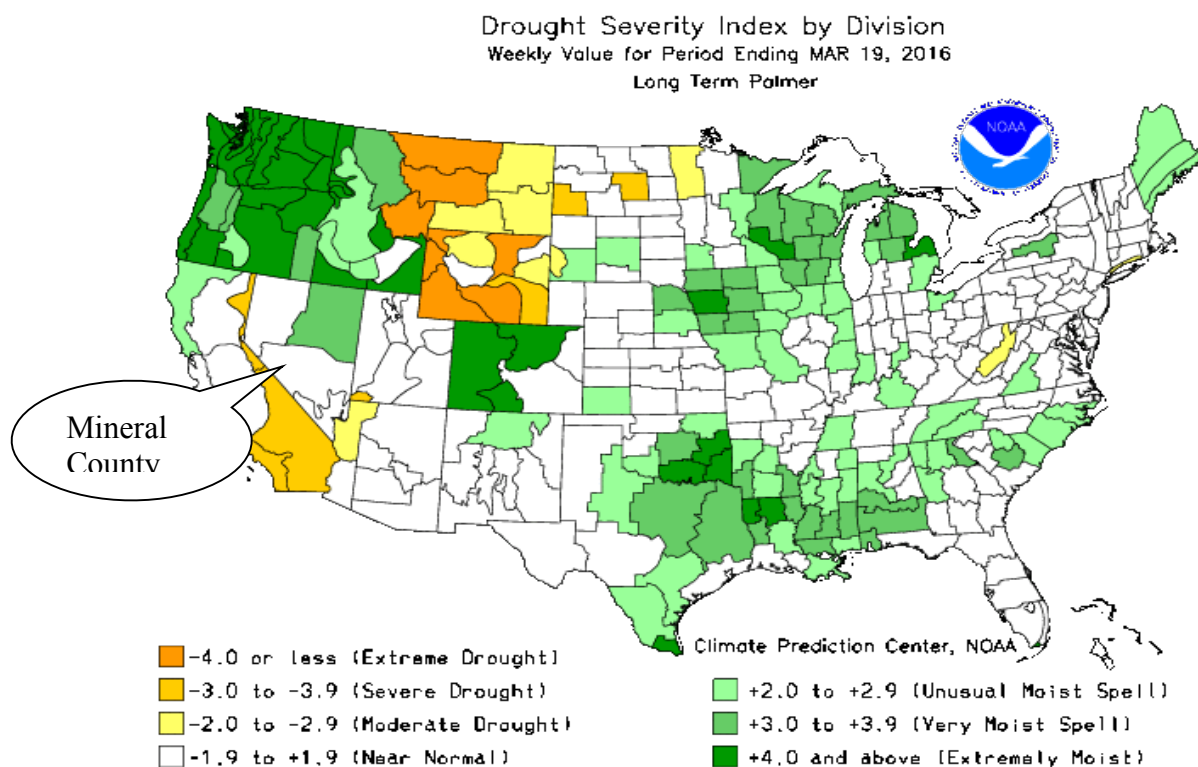 Drought Severity Index by Division
Weekly Value for Period Ending MAR 19, 2016
Long Term Palmer
NOAA
Mineral
County
Climate Prediction Center, NOAA
-4.0 or less (Extreme Drought)
-3.0 to -3.9 (Severe Drought)
-2.0 to -2.9 (Moderate Drought)
-1.9 to +1.9 (Near Normal)
+2.0 to +2.9 (Unusual Moist Spell)
+3.0 to +3.9 (Very Moist Spell)
+4.0 and above (Extremely Moist)